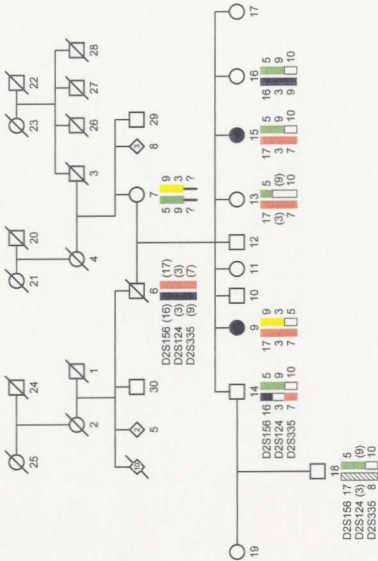 25 24 21 20 23 22
2 1 4 3 26 27 28
3
10 2
5 30 6 7 8 29
D2S156 (16) (17) 5 9
D2S124 (3) (3) 9 3
D2S335 (9) (7) ? ?
19 14 9 10 11 12 13 15 16 17
D2S156 16 5 17 9 17 5 17 5 16 5
D2S124 3 9 3 3 (3) (9) 3 9 3 9
D2S335 7 10 7 5 7 10 7 10 9 10
18
D2S156 17 5
D2S124 (3) (9)
D2S335 8 10